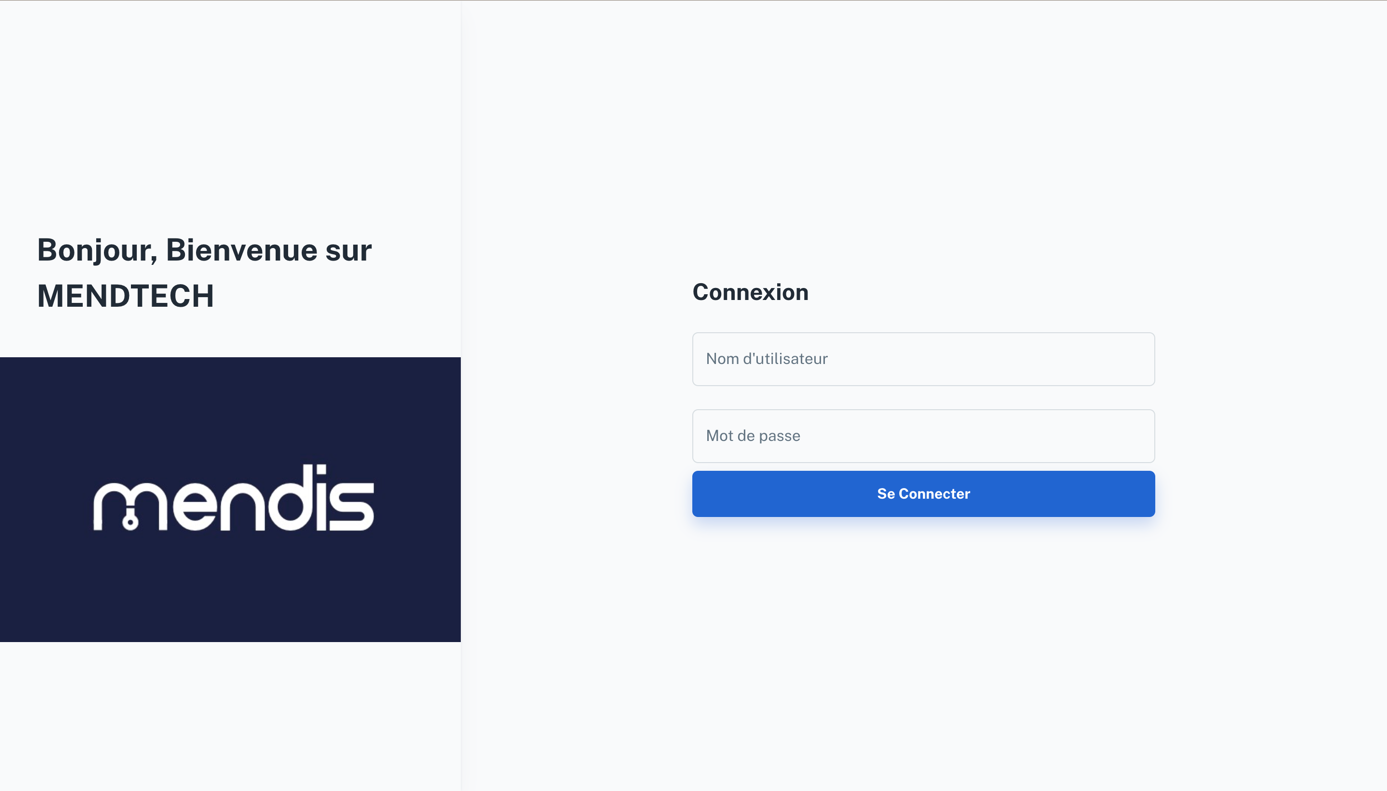 Bonjour, Bienvenue sur
MENDTECH
mendis
Connexion
Nom d'utilisateur
Mot de passe
Se Connecter